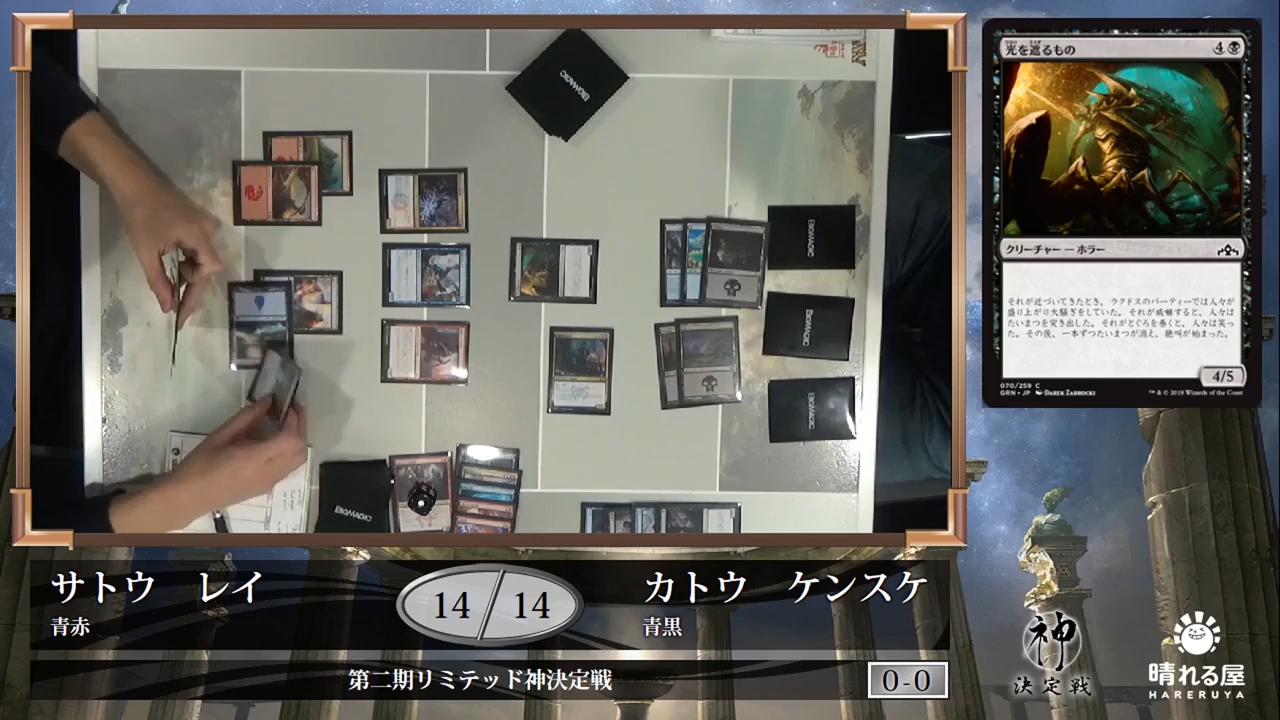 光を遮るもの
4
クリーチャー ― ホラー
それが近づいてきたとき、ラクドスのパーティーでは人々が
盛り上がり大騒ぎをしていた。それが威嚇すると、人々は
たいまつを突き出した。それがとぐろを巻くと、人々は笑っ
た。その後、一本ずつたいまつが消え、絶叫が始まった。
4/5
070/259 C
GRN・JP DAREK ZABROCKI
™ & © 2018 Wizards of the Coast
BIGMAGIC
BIGMAGIC
BIGMAGIC
BIGMAGIC
BIGMAGIC
サトウ レイ
青赤
14 / 14
カトウ ケンスケ
青黒
第二期リミテッド神決定戦
0-0
神
決定戦
晴れる屋
HARERUYA